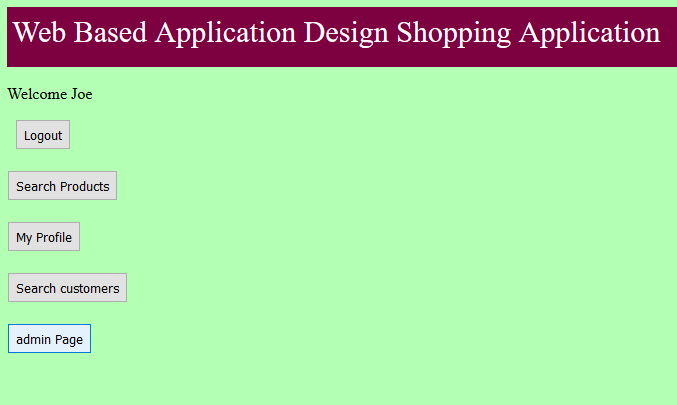 Web Based Application Design Shopping Application
Welcome Joe
Logout
Search Products
My Profile
Search customers
admin Page